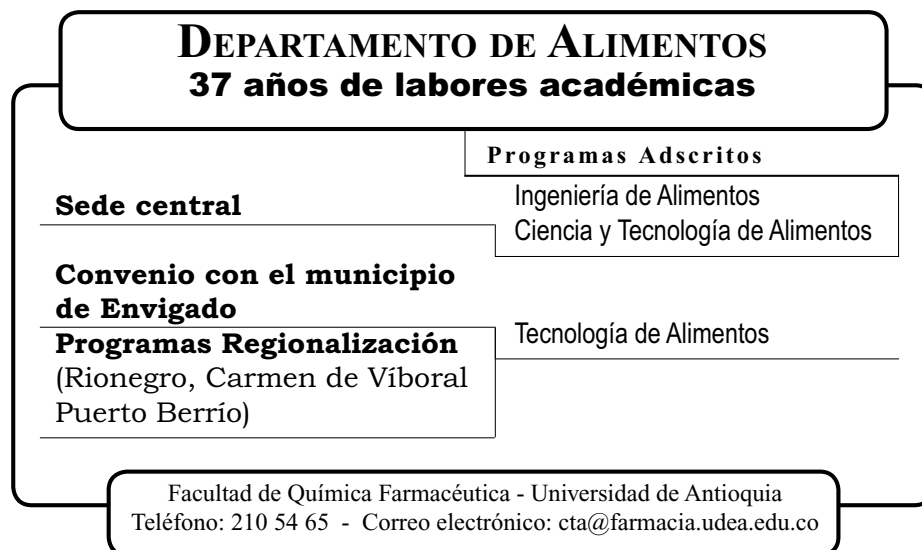 DEPARTAMENTO DE ALIMENTOS
37 años de labores académicas
Programas Adscritos
Sede central
Ingeniería de Alimentos
Ciencia y Tecnología de Alimentos
Convenio con el municipio
de Envigado
Programas Regionalización
(Rionegro, Carmen de Víboral
Puerto Berrío)
Tecnología de Alimentos
Facultad de Química Farmacéutica - Universidad de Antioquia
Teléfono: 210 54 65 - Correo electrónico: cta@farmacia.udea.edu.co